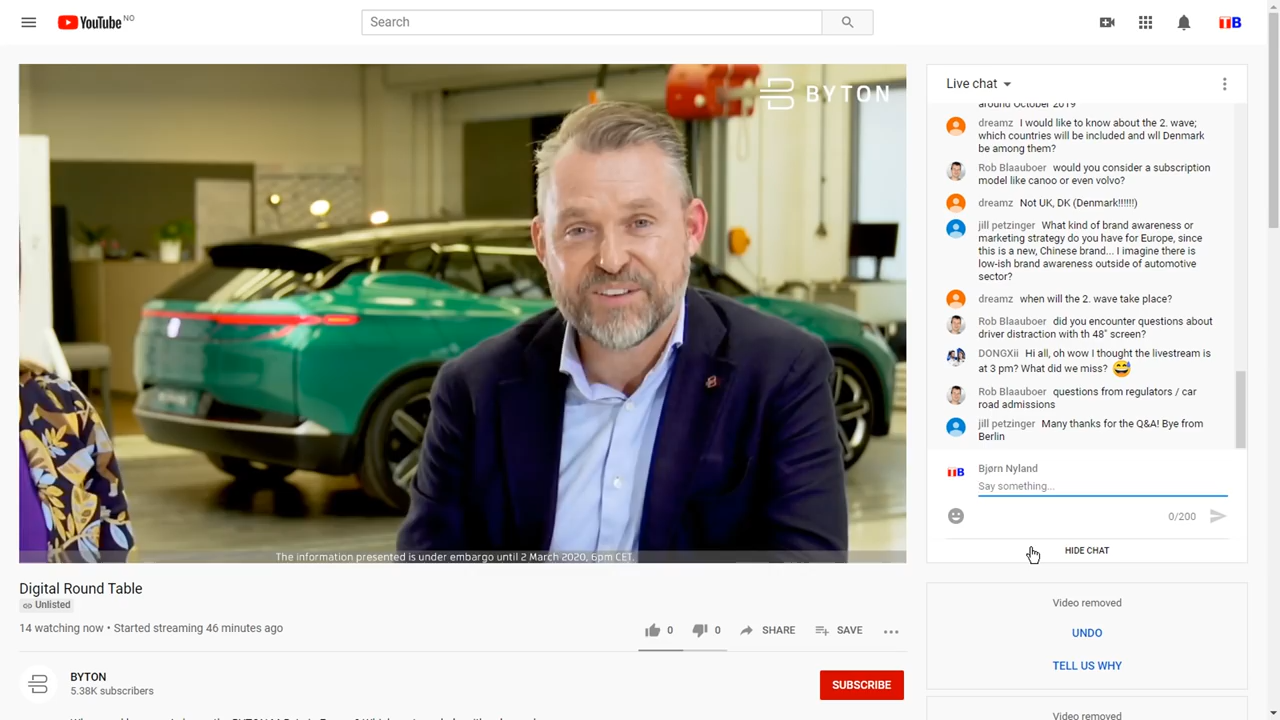 YouTube NO
Search
TB
BYTON
The information presented is under embargo until 2 March 2020, 6pm CET.
Digital Round Table
Unlisted
14 watching now • Started streaming 46 minutes ago
0
0
SHARE
SAVE
BYTON
5.38K subscribers
SUBSCRIBE
Live chat
around October 2019
dreamz I would like to know about the 2. wave;
which countries will be included and wll Denmark
be among them?
Rob Blaauboer would you consider a subscription
model like canoo or even volvo?
dreamz Not UK, DK (Denmark!!!!!!)
jill petzinger What kind of brand awareness or
marketing strategy do you have for Europe, since
this is a new, Chinese brand... I imagine there is
low-ish brand awareness outside of automotive
sector?
dreamz when will the 2. wave take place?
Rob Blaauboer did you encounter questions about
driver distraction with th 48" screen?
DONGXii Hi all, oh wow I thought the livestream is
at 3 pm? What did we miss? 😅
Rob Blaauboer questions from regulators / car
road admissions
jill petzinger Many thanks for the Q&A! Bye from
Berlin
TB
Bjørn Nyland
Say something...
0/200
HIDE CHAT
Video removed
UNDO
TELL US WHY
Video removed